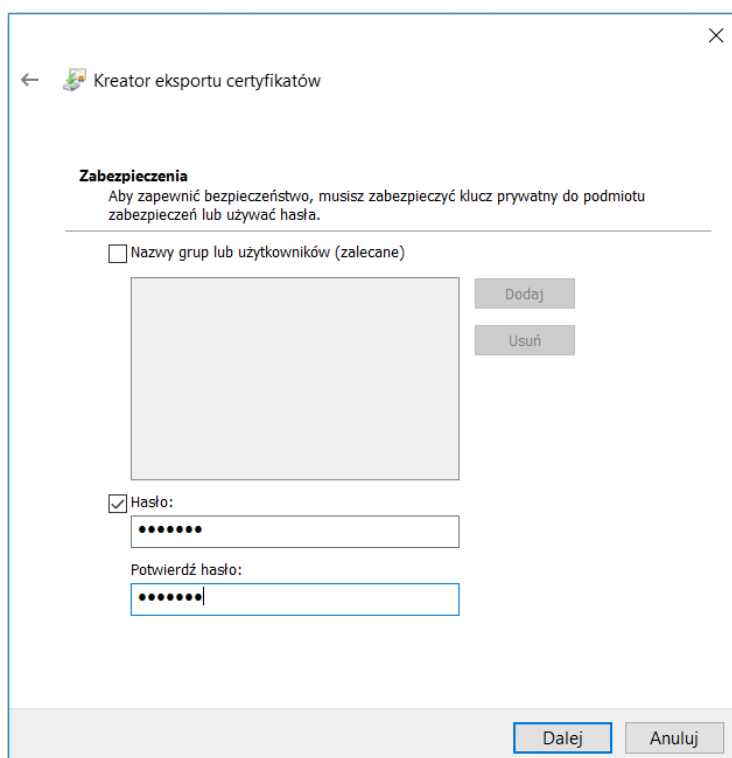 Kreator eksportu certyfikatów
Zabezpieczenia
Aby zapewnić bezpieczeństwo, musisz zabezpieczyć klucz prywatny do podmiotu
zabezpieczeń lub używać hasła.
Nazwy grup lub użytkowników (zalecane)
Dodaj
Usuń
Hasło:
•••••••
Potwierdź hasło:
•••••••
Dalej
Anuluj